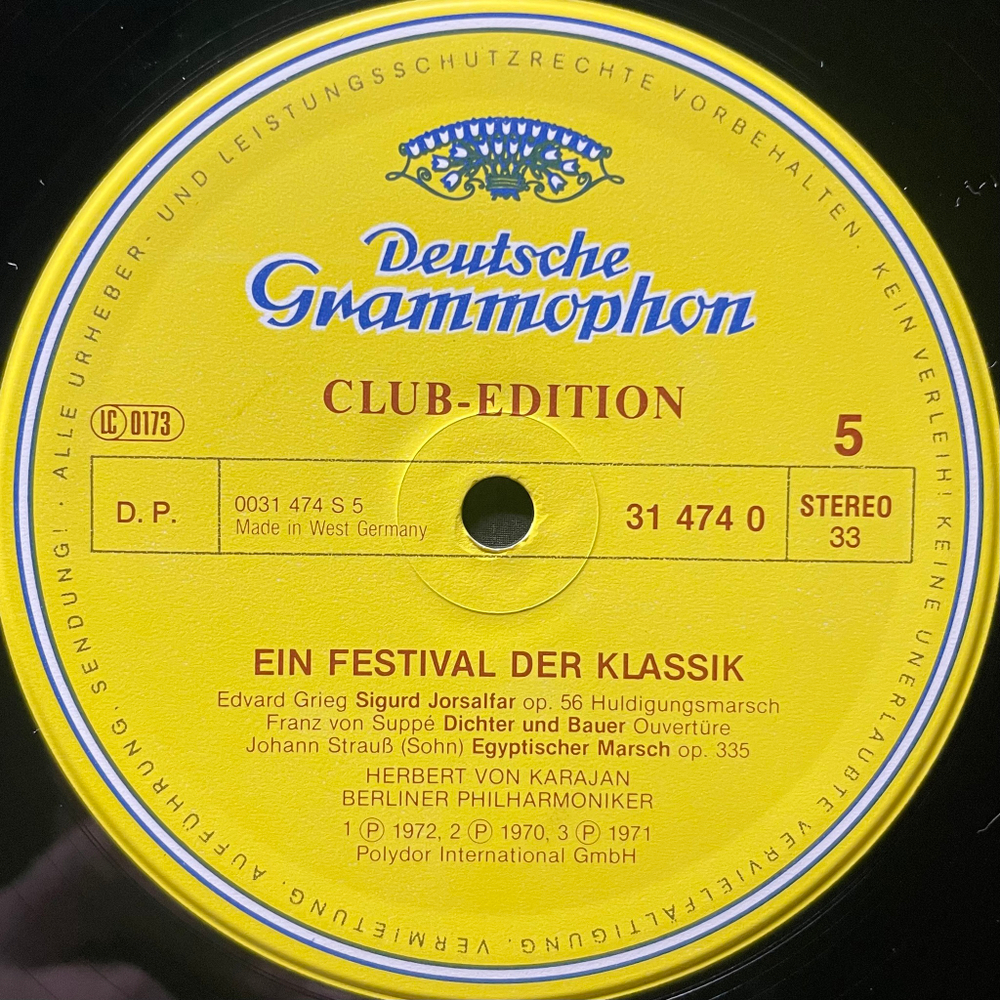 ALLE URHEBER- UND LEISTUNGSSCHUTZRECHTE VORBEHALTEN. KEIN VERLEIH! KEINE UNERLAUBTE VERVIELFÄLTIGUNG, VERMIETUNG, AUFFÜHRUNG, SENDUNG! ·
Deutsche
Grammophon
CLUB-EDITION
LC 0173
5
D. P.
0031 474 S 5
Made in West Germany
31 474 0
STEREO
33
EIN FESTIVAL DER KLASSIK
Edvard Grieg Sigurd Jorsalfar op. 56 Huldigungsmarsch
Franz von Suppé Dichter und Bauer Ouvertüre
Johann Strauß (Sohn) Egyptischer Marsch op. 335
HERBERT VON KARAJAN
BERLINER PHILHARMONIKER
1 Ⓟ 1972, 2 Ⓟ 1970, 3 Ⓟ 1971
Polydor International GmbH